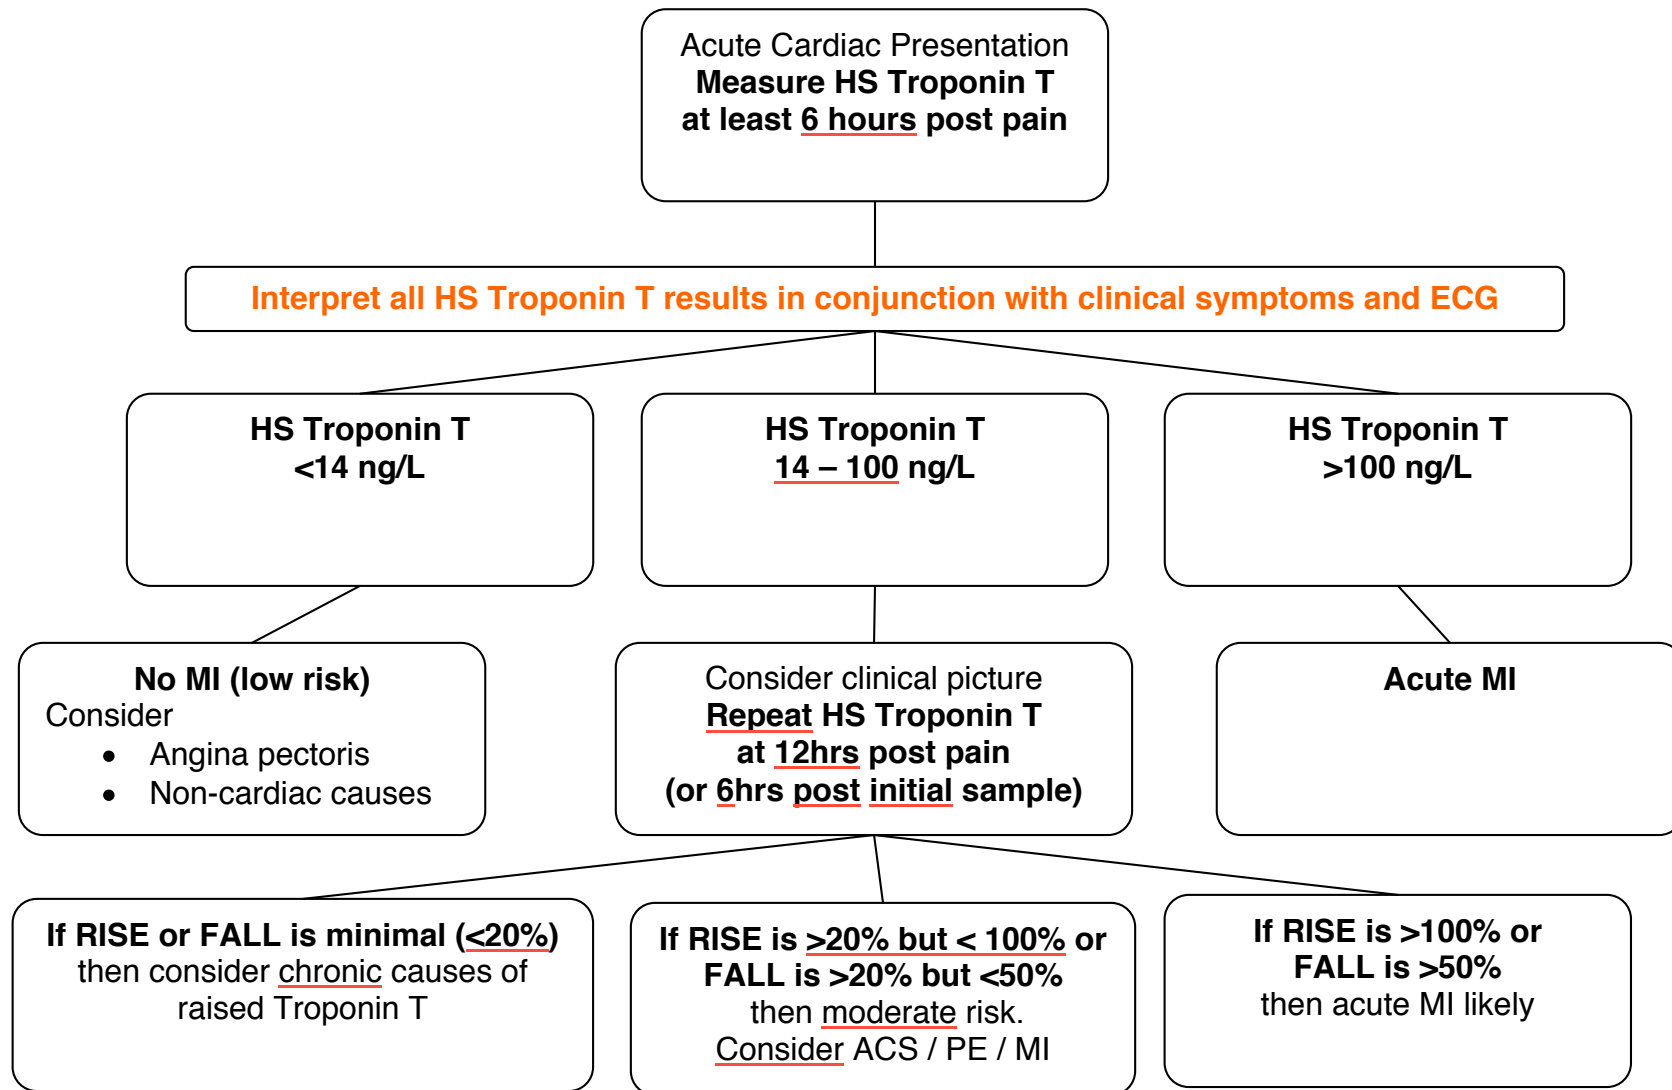 Acute Cardiac Presentation
Measure HS Troponin T
at least 6 hours post pain
Interpret all HS Troponin T results in conjunction with clinical symptoms and ECG
HS Troponin T
<14 ng/L
HS Troponin T
14 – 100 ng/L
HS Troponin T
>100 ng/L
No MI (low risk)
Consider
• Angina pectoris
• Non-cardiac causes
Consider clinical picture
Repeat HS Troponin T
at 12hrs post pain
(or 6hrs post initial sample)
Acute MI
If RISE or FALL is minimal (<20%)
then consider chronic causes of
raised Troponin T
If RISE is >20% but < 100% or
FALL is >20% but <50%
then moderate risk.
Consider ACS / PE / MI
If RISE is >100% or
FALL is >50%
then acute MI likely